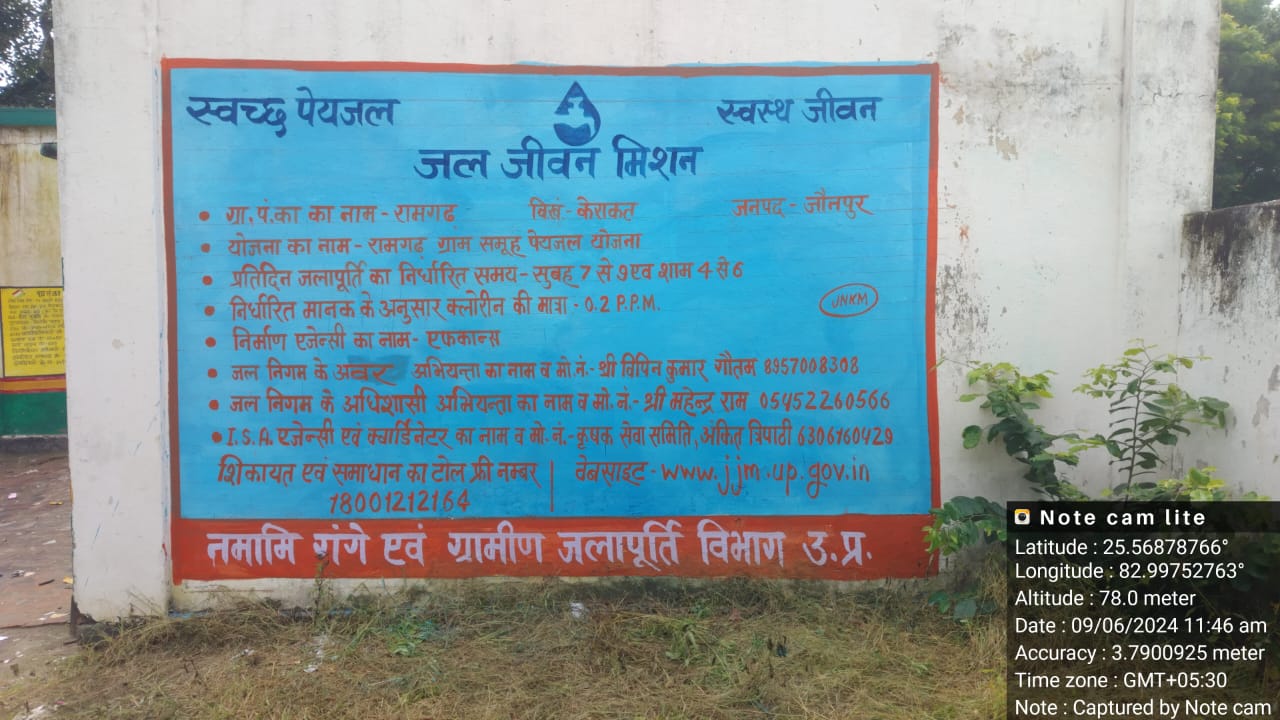 स्वच्छ पेयजल
स्वस्थ जीवन
जल जीवन मिशन
• ग्रा.पं.का का नाम - रामगढ विखं.- केराकत जनपद - जौनपुर
• योजना का नाम - रामगढ़ ग्राम समूह पेयजल योजना
• प्रतिदिन जलापूर्ति का निर्धारित समय - सुबह 7 से 9 एव शाम 4 से 6
• निर्धारित मानक के अनुसार क्लोरीन की मात्रा - 0.2 P.P.M.
JNKM
• निर्माण एजेन्सी का नाम - एफकान्स
• जल निगम के अवर अभियन्ता का नाम व मो.नं.- श्री विपिन कुमार गौतम 8957008308
• जल निगम के अधिशासी अभियन्ता का नाम व मो.नं.- श्री महेन्द्र राम 05452260566
• I.S.A. एजेन्सी एवं क्वार्डिनेटर का नाम व मो.नं.- कृषक सेवा समिति, अंकित त्रिपाठी 6306160429
शिकायत एवं समाधान का टोल फ्री नम्बर
18001212164
वेबसाइट - www.jjm.up.gov.in
नमामि गंगे एवं ग्रामीण जलापूर्ति विभाग उ.प्र.
Note cam lite
Latitude : 25.56878766°
Longitude : 82.99752763°
Altitude : 78.0 meter
Date : 09/06/2024 11:46 am
Accuracy : 3.7900925 meter
Time zone : GMT+05:30
Note : Captured by Note cam